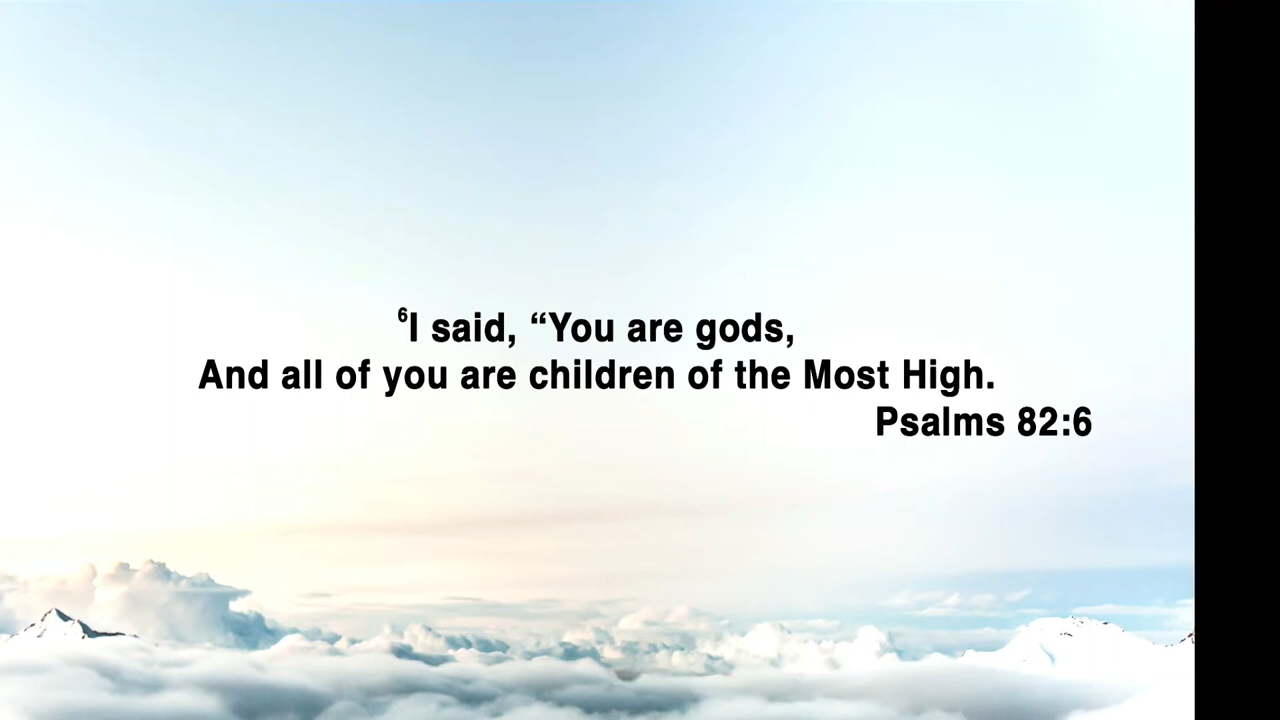 ⁶I said, “You are gods,
And all of you are children of the Most High.
Psalms 82:6